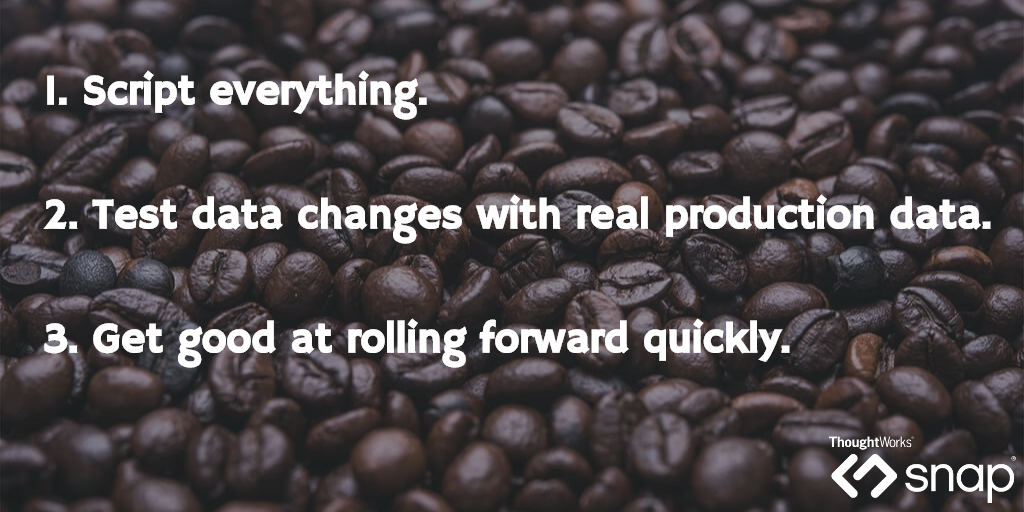 1. Script everything.
2. Test data changes with real production data.
3. Get good at rolling forward quickly.
ThoughtWorks®
snap®